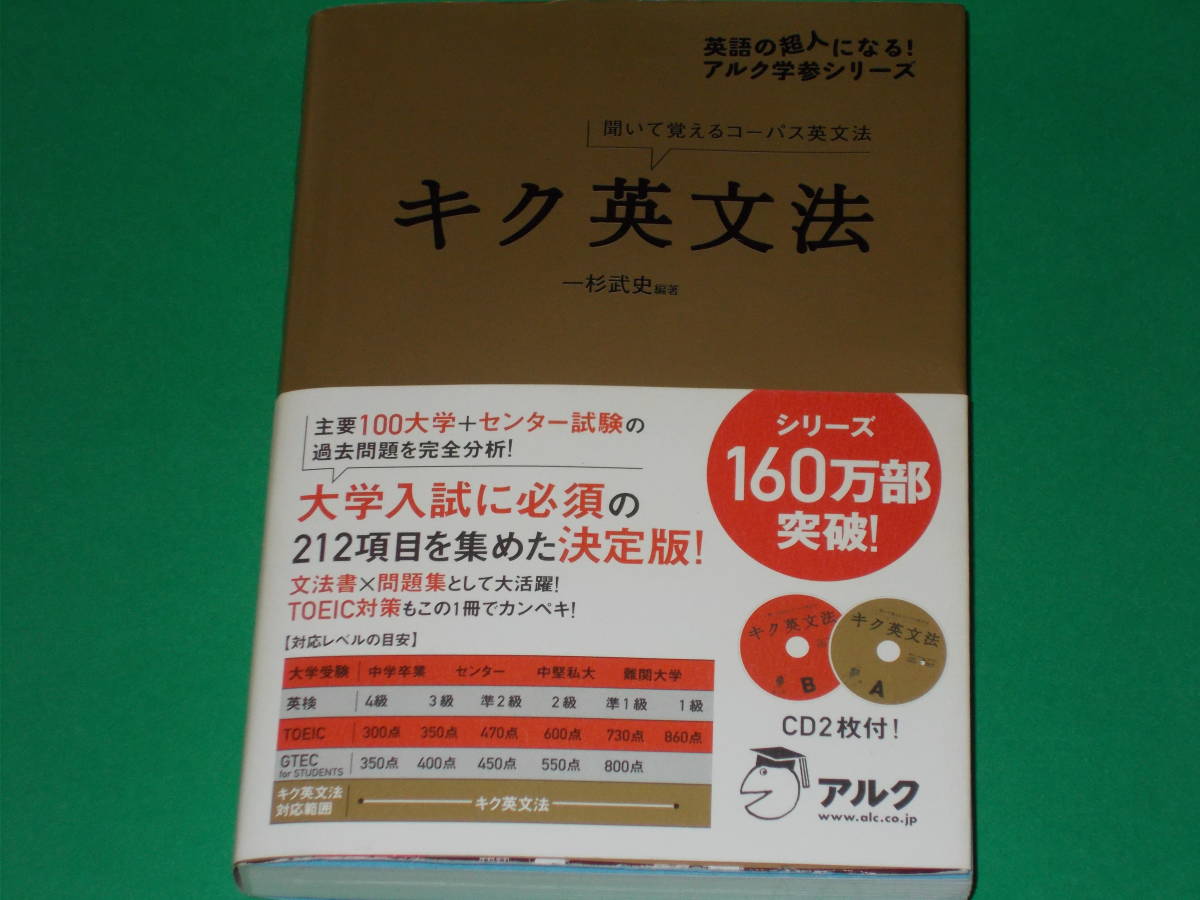 英語の超人になる!
アルク学参シリーズ
聞いて覚えるコーパス英文法
キク英文法
一杉武史編著
主要100大学+センター試験の
過去問題を完全分析!
大学入試に必須の
212項目を集めた決定版!
文法書×問題集として大活躍!
TOEIC対策もこの1冊でカンペキ!
シリーズ
160万部
突破!
【対応レベルの目安】
大学受験 中学卒業 センター 中堅私大 難関大学
英検 4級 3級 準2級 2級 準1級 1級
TOEIC 300点 350点 470点 600点 730点 860点
GTEC for STUDENTS 350点 400点 450点 550点 800点
キク英文法
対応範囲
キク英文法
キク英文法
B
キク英文法
A
CD2枚付!
アルク
www.alc.co.jp